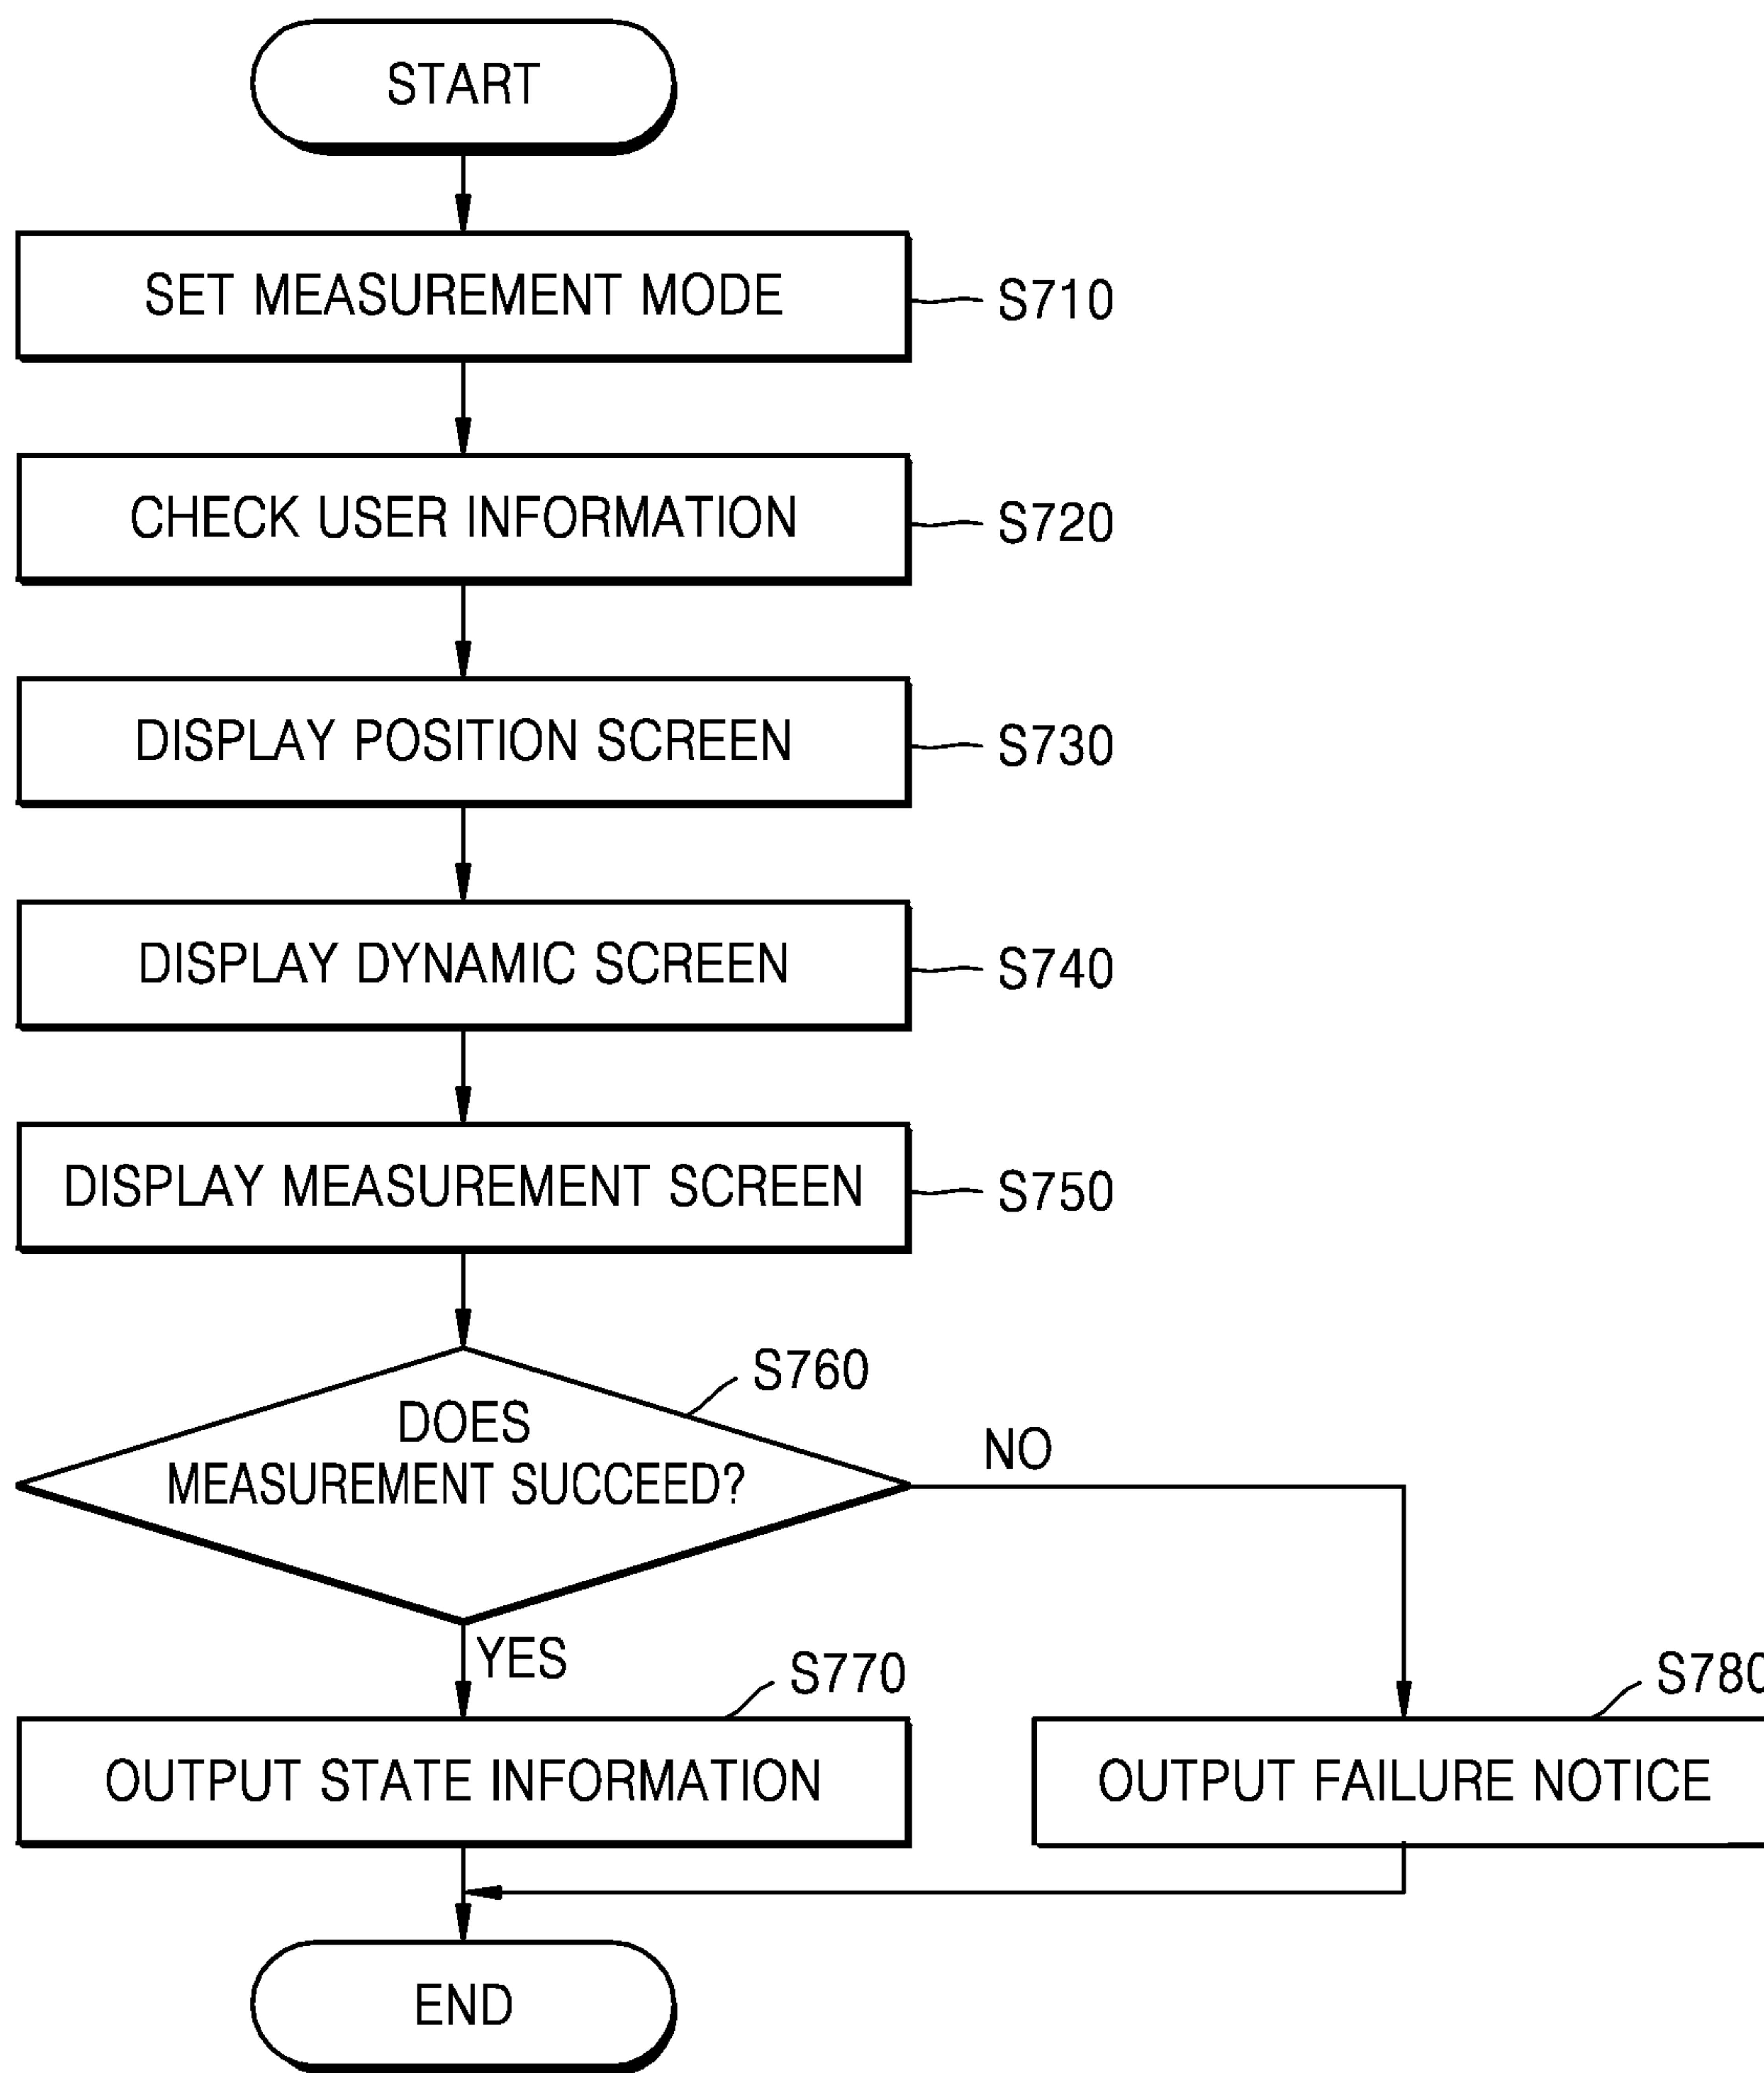 START
SET MEASUREMENT MODE
S710
CHECK USER INFORMATION
S720
DISPLAY POSITION SCREEN
S730
DISPLAY DYNAMIC SCREEN
S740
DISPLAY MEASUREMENT SCREEN
S750
S760
DOES
MEASUREMENT SUCCEED?
NO
YES
S770
S780
OUTPUT STATE INFORMATION
OUTPUT FAILURE NOTICE
END